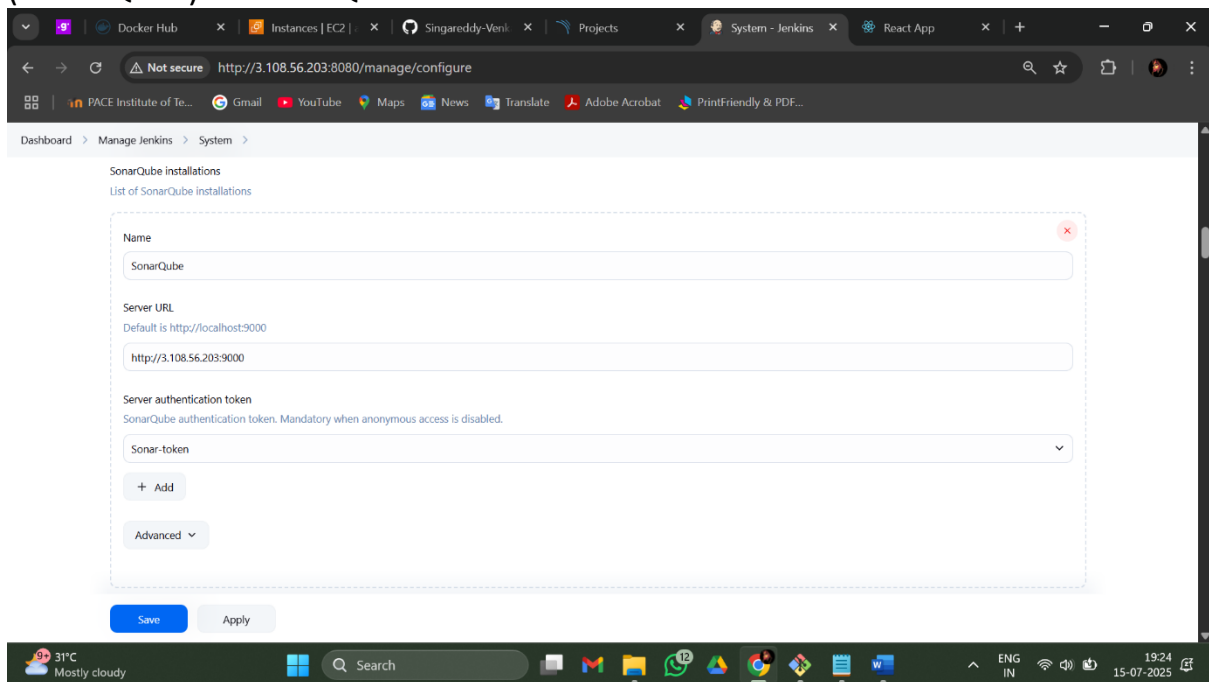 Docker Hub
Instances | EC2 |
Singareddy-Venk
Projects
System - Jenkins
React App
Not secure http://3.108.56.203:8080/manage/configure
PACE Institute of Te...
Gmail
YouTube
Maps
News
Translate
Adobe Acrobat
PrintFriendly & PDF...
Dashboard > Manage Jenkins > System >
SonarQube installations
List of SonarQube installations
Name
SonarQube
Server URL
Default is http://localhost:9000
http://3.108.56.203:9000
Server authentication token
SonarQube authentication token. Mandatory when anonymous access is disabled.
Sonar-token
+ Add
Advanced
Save
Apply
9+
31°C
Mostly cloudy
Search
12
ENG
IN
19:24
15-07-2025